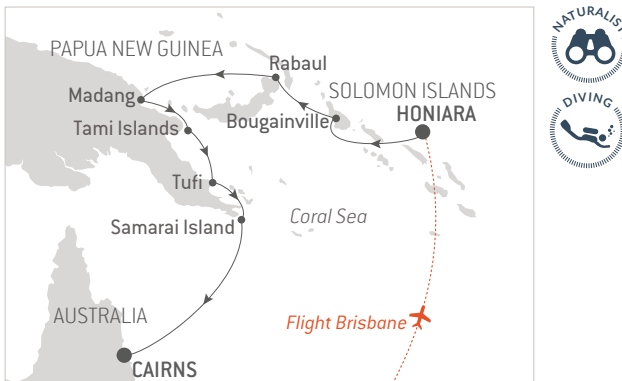 NATURALIST
PAPUA NEW GUINEA
Rabaul
Madang
SOLOMON ISLANDS
HONIARA
Bougainville
Tami Islands
DIVING
Tufi
Samarai Island
Coral Sea
AUSTRALIA
Flight Brisbane
CAIRNS